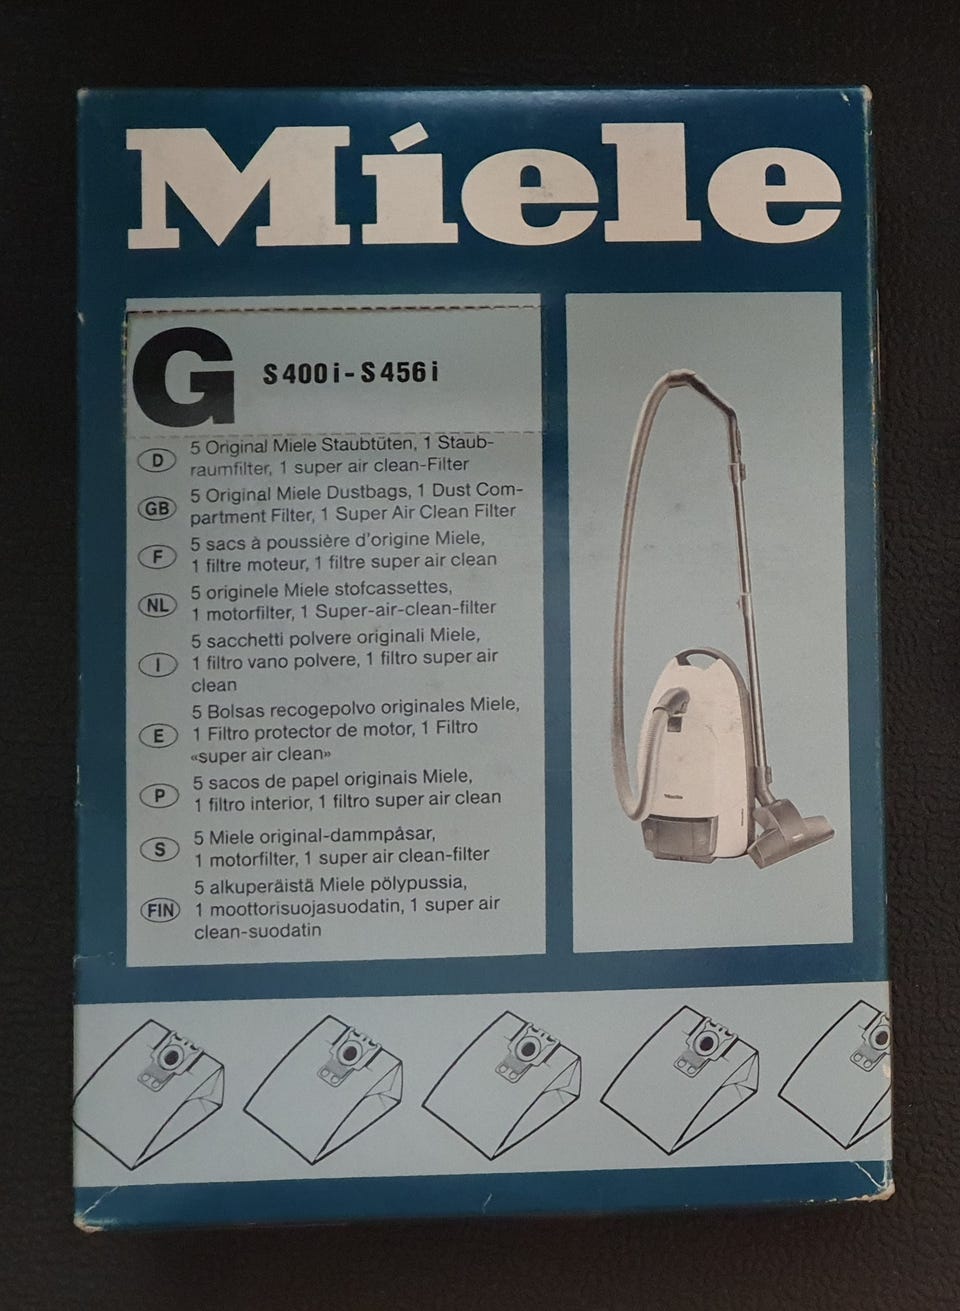 Miele
G S400i-S456i
D 5 Original Miele Staubtüten, 1 Staub-
raumfilter, 1 super air clean-Filter
GB 5 Original Miele Dustbags, 1 Dust Com-
partment Filter, 1 Super Air Clean Filter
F 5 sacs à poussière d'origine Miele,
1 filtre moteur, 1 filtre super air clean
NL 5 originele Miele stofcassettes,
1 motorfilter, 1 Super-air-clean-filter
I 5 sacchetti polvere originali Miele,
1 filtro vano polvere, 1 filtro super air
clean
E 5 Bolsas recogepolvo originales Miele,
1 Filtro protector de motor, 1 Filtro
«super air clean»
P 5 sacos de papel originais Miele,
1 filtro interior, 1 filtro super air clean
S 5 Miele original-dammpåsar,
1 motorfilter, 1 super air clean-filter
FIN 5 alkuperäistä Miele pölypussia,
1 moottorisuojasuodatin, 1 super air
clean-suodatin